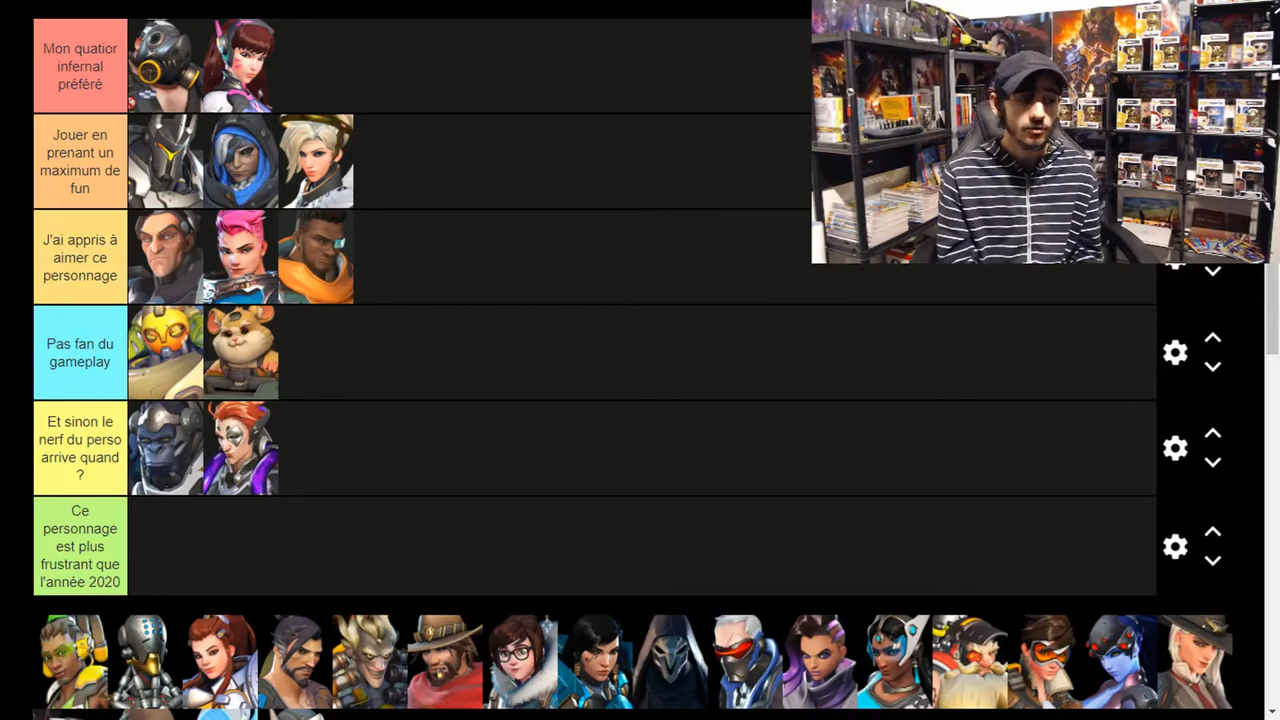 Mon quatior
infernal
préféré
Jouer en
prenant un
maximum de
fun
J'ai appris à
aimer ce
personnage
Pas fan du
gameplay
Et sinon le
nerf du perso
arrive quand
?
Ce
personnage
est plus
frustrant que
l'année 2020